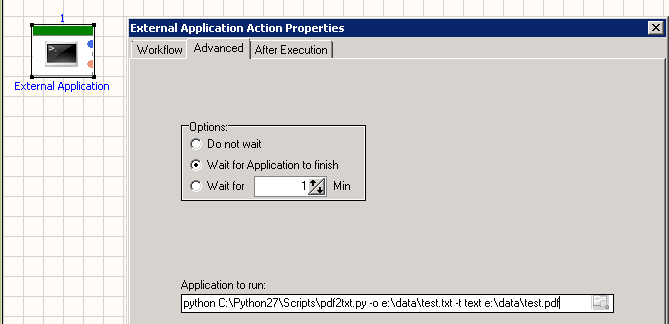 1
External Application
External Application Action Properties
Workflow
Advanced
After Execution
Options:
Do not wait
Wait for Application to finish
Wait for 1 Min
Application to run:
python C:\Python27\Scripts\pdf2txt.py -o e:\data\test.txt -t text e:\data\test.pdf